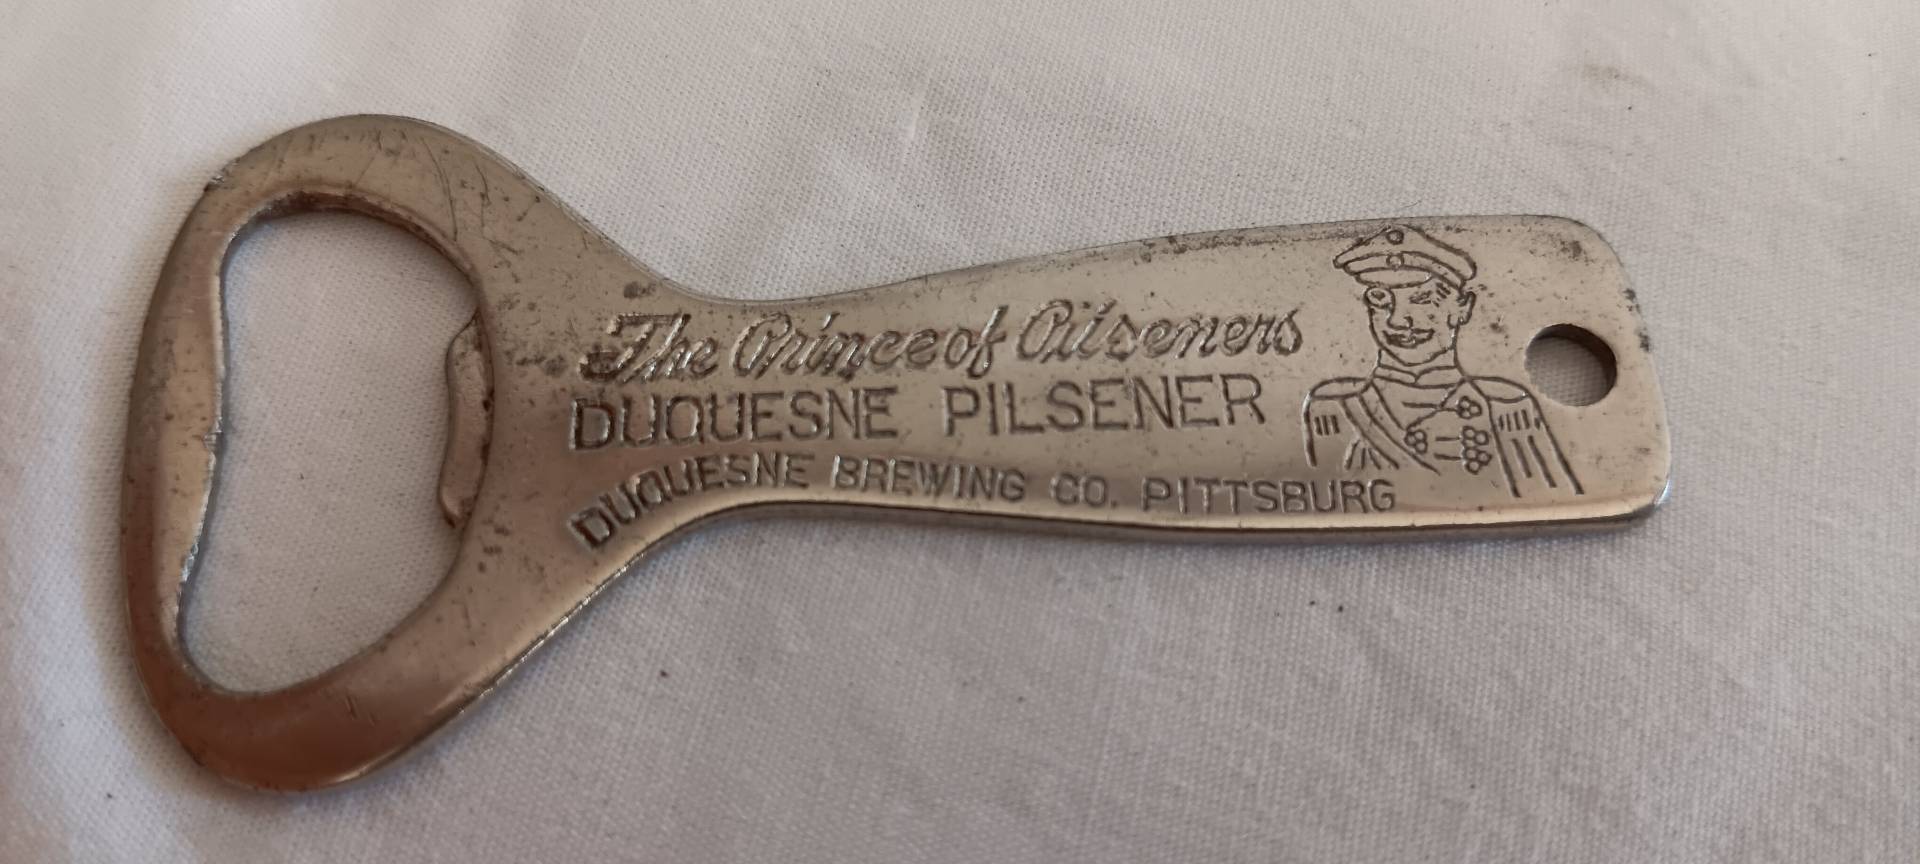 The Prince of Pilseners
DUQUESNE PILSENER
DUQUESNE BREWING CO. PITTSBURG